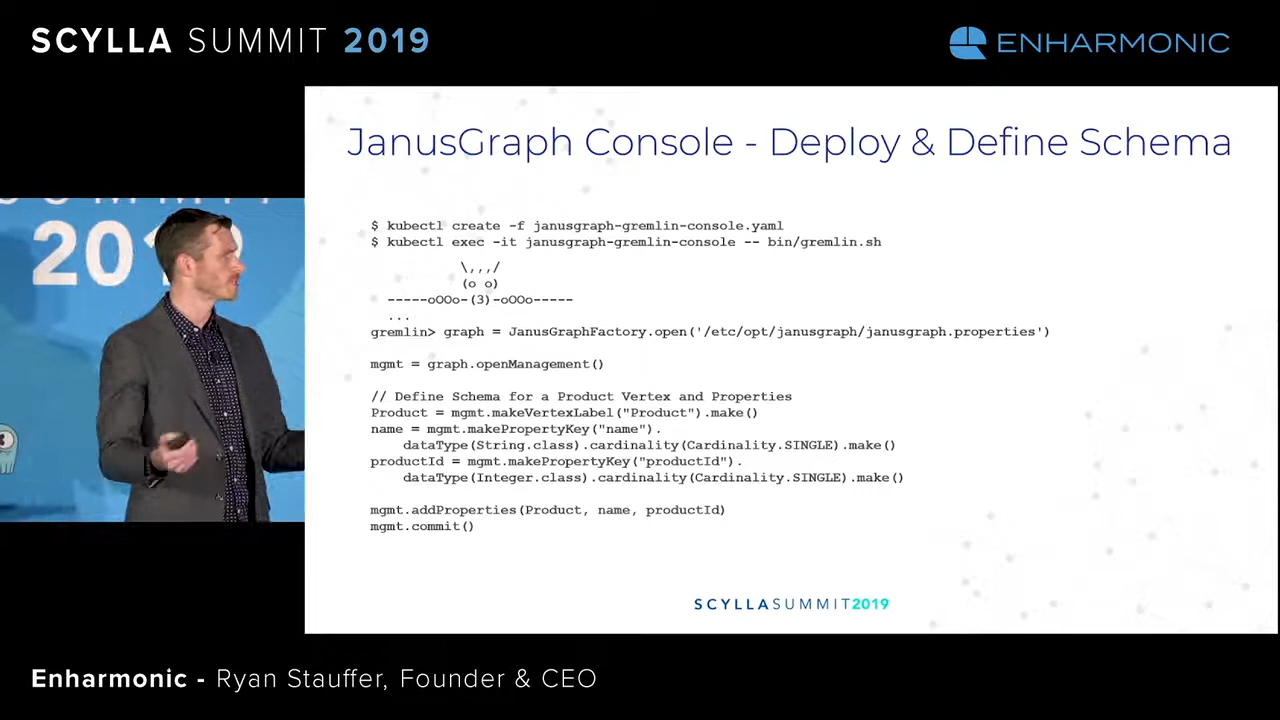 SCYLLA SUMMIT 2019
ENHARMONIC
JanusGraph Console - Deploy & Define Schema
$ kubectl create -f janusgraph-gremlin-console.yaml
$ kubectl exec -it janusgraph-gremlin-console -- bin/gremlin.sh
\,,,/
(o o)
-----oOOo-(3)-oOOo-----
...
gremlin> graph = JanusGraphFactory.open('/etc/opt/janusgraph/janusgraph.properties')
mgmt = graph.openManagement()
// Define Schema for a Product Vertex and Properties
Product = mgmt.makeVertexLabel("Product").make()
name = mgmt.makePropertyKey("name").
dataType(String.class).cardinality(Cardinality.SINGLE).make()
productId = mgmt.makePropertyKey("productId").
dataType(Integer.class).cardinality(Cardinality.SINGLE).make()
mgmt.addProperties(Product, name, productId)
mgmt.commit()
SCYLLASUMMIT2019
Enharmonic - Ryan Stauffer, Founder & CEO